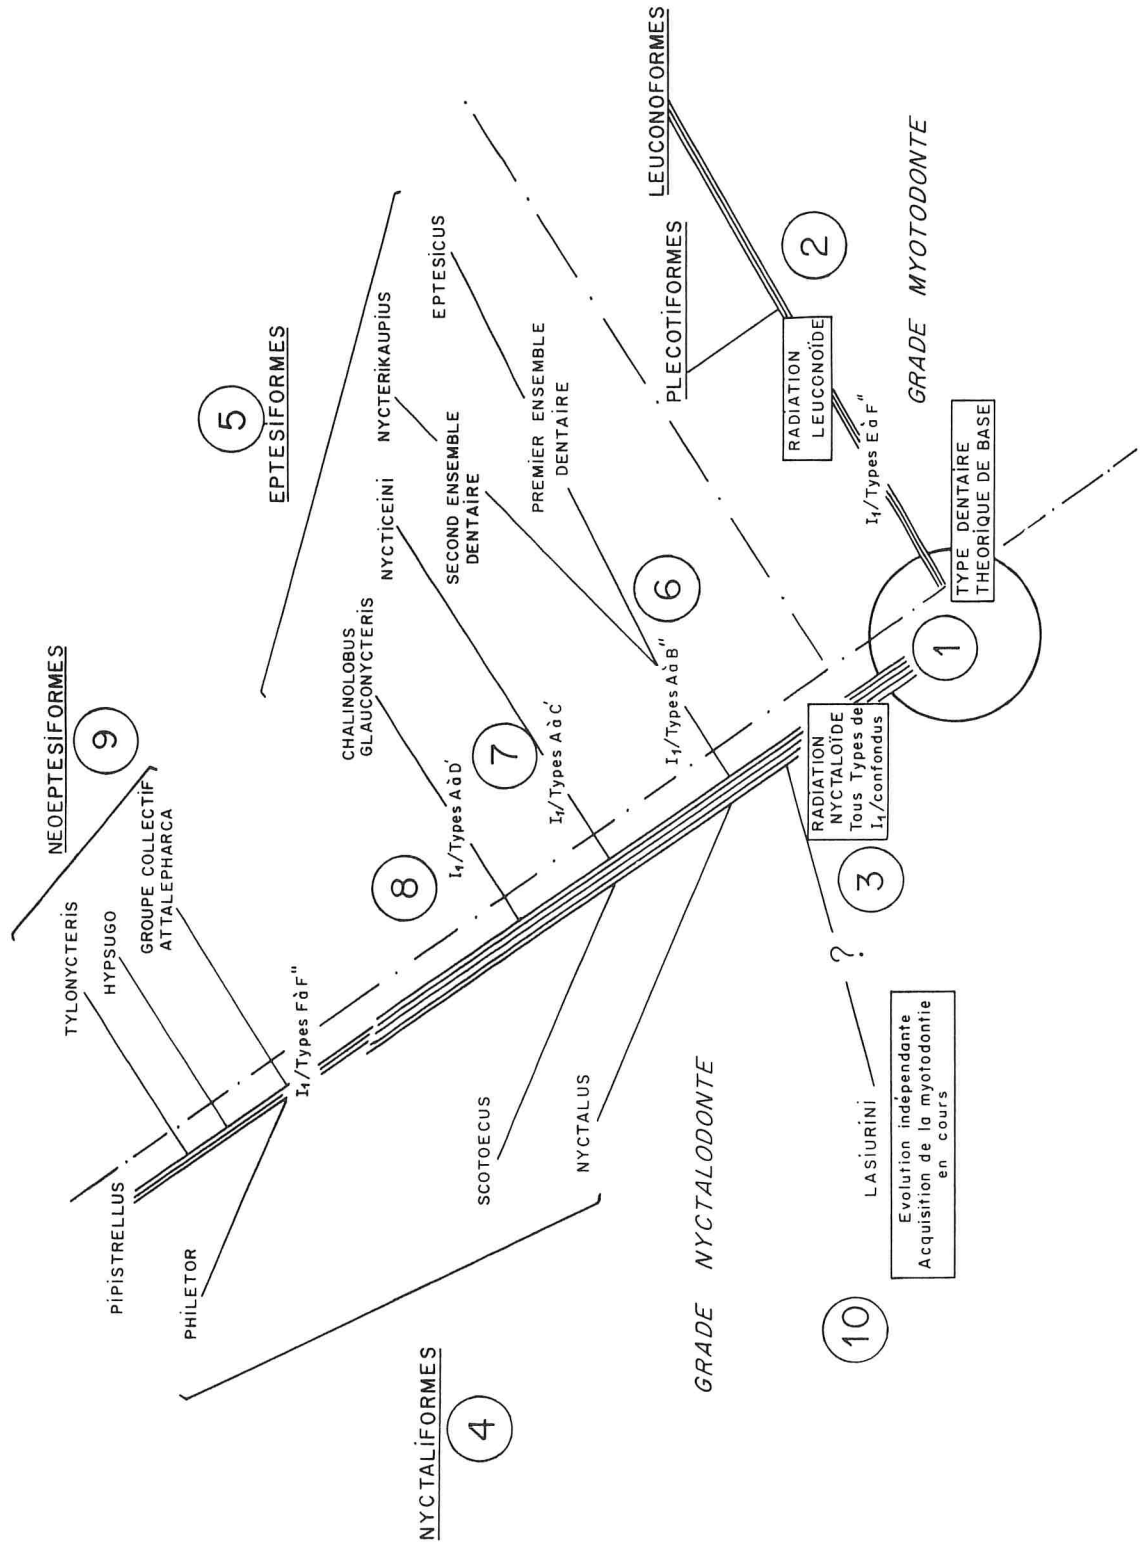 NEOEPTESIFORMES
9
TYLONYCTERIS
HYPSUGO
GROUPE COLLECTIF
ATTALEPHARCA
PIPISTRELLUS
PHILETOR
I1/Types F à F"
NYCTALIFORMES
4
EPTESIFORMES
5
CHALINOLOBUS
GLAUCONYCTERIS
8
I1/Types A à D'
NYCTICEINI
7
I1/Types A à C'
NYCTERIKAUPIUS
SECOND ENSEMBLE
DENTAIRE
EPTESICUS
PREMIER ENSEMBLE
DENTAIRE
6
I1/Types A à B"
SCOTOECUS
NYCTALUS
GRADE NYCTALODONTE
LEUCONOFORMES
PLECOTIFORMES
2
RADIATION
LEUCONOÏDE
I1/Types E à F"
GRADE MYOTODONTE
RADIATION
NYCTALOÏDE
Tous Types de
I1/confondus
3
1
TYPE DENTAIRE
THEORIQUE DE BASE
?
LASIURINI
10
Evolution indépendante
Acquisition de la myotodontie
en cours